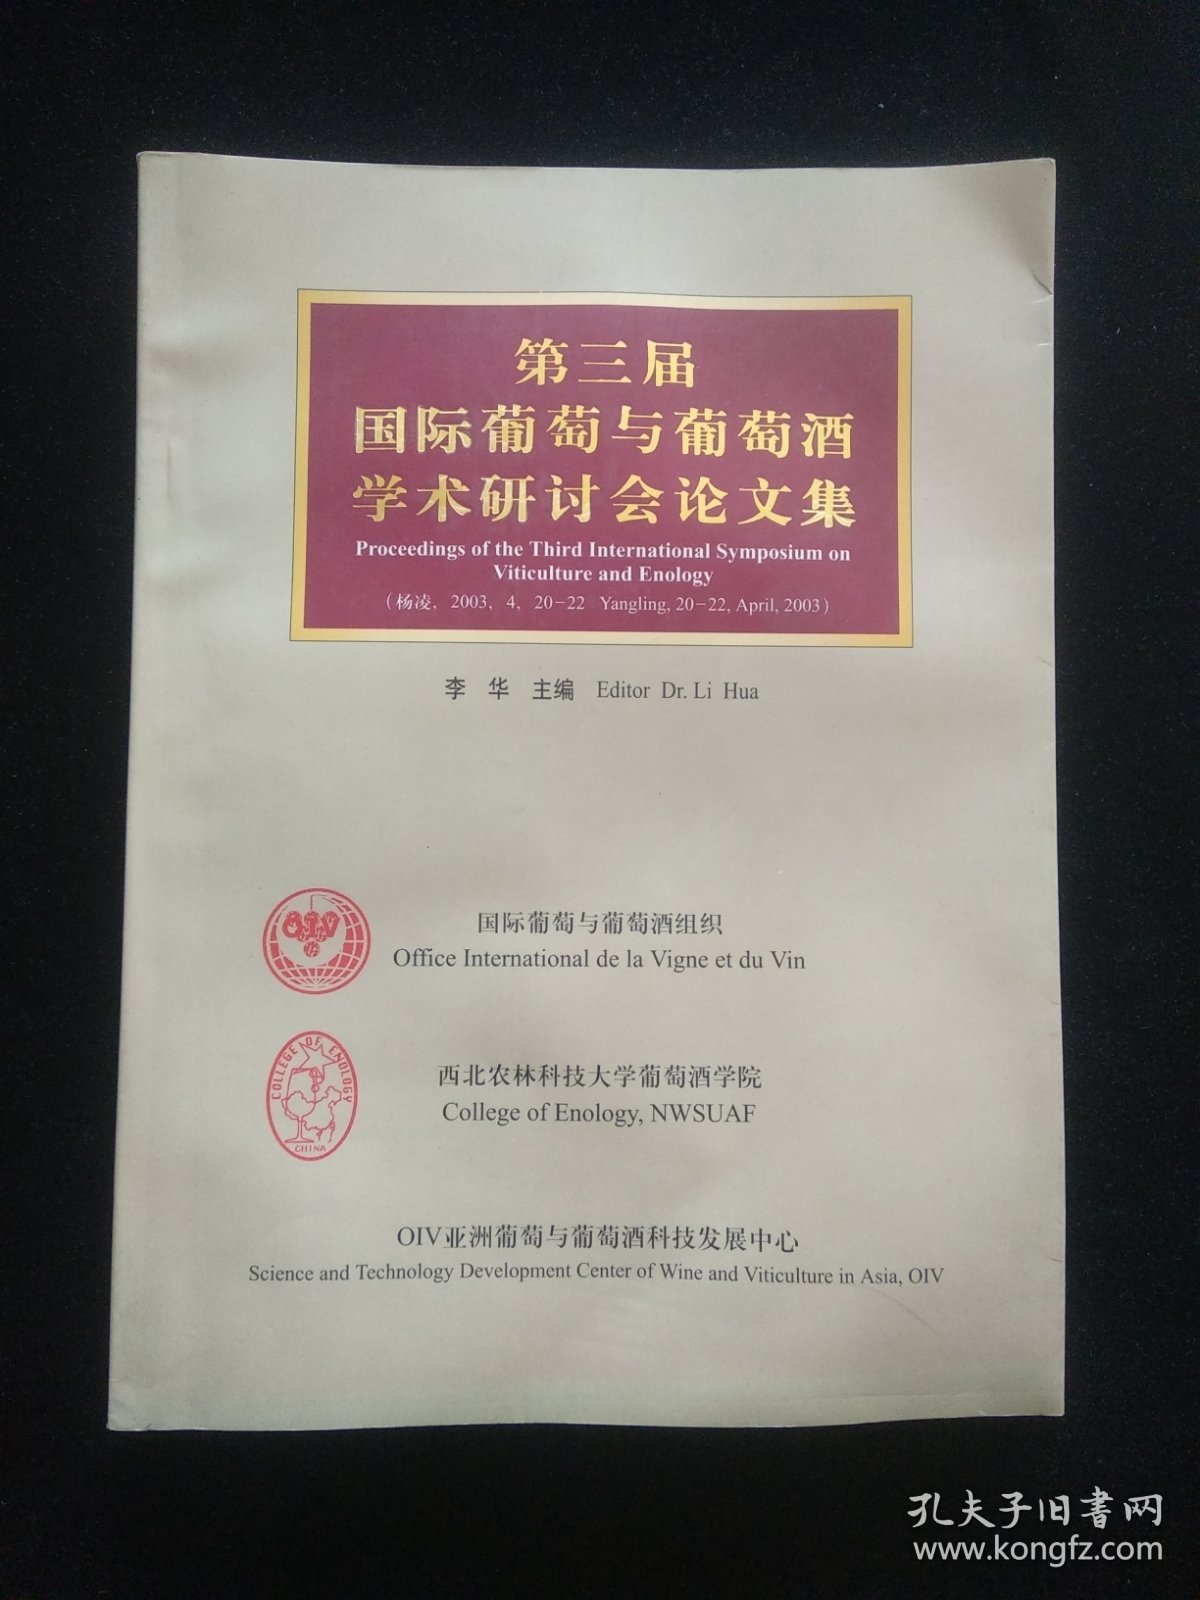 第三届
国际葡萄与葡萄酒
学术研讨会论文集
Proceedings of the Third International Symposium on
Viticulture and Enology
(杨凌, 2003, 4, 20-22 Yangling, 20-22, April, 2003)
李 华 主编 Editor Dr. Li Hua
OIV
国际葡萄与葡萄酒组织
Office International de la Vigne et du Vin
COLLEGE OF ENOLOGY
CHINA
西北农林科技大学葡萄酒学院
College of Enology, NWSUAF
OIV亚洲葡萄与葡萄酒科技发展中心
Science and Technology Development Center of Wine and Viticulture in Asia, OIV
孔夫子旧书网
www.kongfz.com